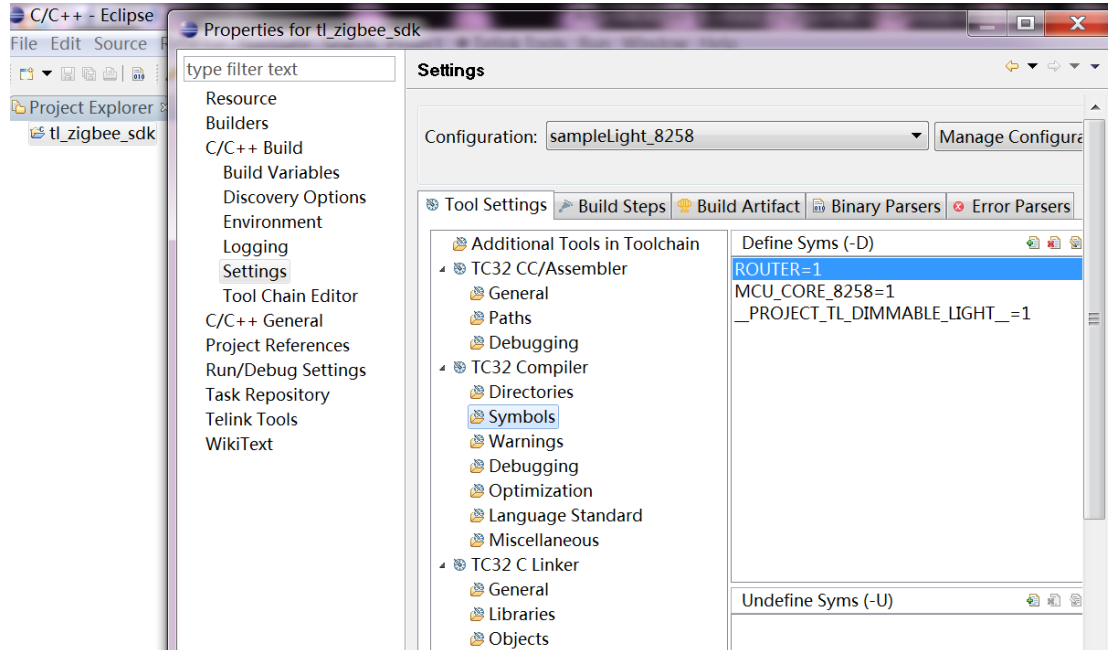 C/C++ - Eclipse
File Edit Source
Project Explorer
tl_zigbee_sdk
Properties for tl_zigbee_sdk
type filter text
Resource
Builders
C/C++ Build
Build Variables
Discovery Options
Environment
Logging
Settings
Tool Chain Editor
C/C++ General
Project References
Run/Debug Settings
Task Repository
Telink Tools
WikiText
Settings
Configuration: sampleLight_8258
Manage Configura
Tool Settings Build Steps Build Artifact Binary Parsers Error Parsers
Additional Tools in Toolchain
TC32 CC/Assembler
General
Paths
Debugging
TC32 Compiler
Directories
Symbols
Warnings
Debugging
Optimization
Language Standard
Miscellaneous
TC32 C Linker
General
Libraries
Objects
Define Syms (-D)
ROUTER=1
MCU_CORE_8258=1
__PROJECT_TL_DIMMABLE_LIGHT__=1
Undefine Syms (-U)